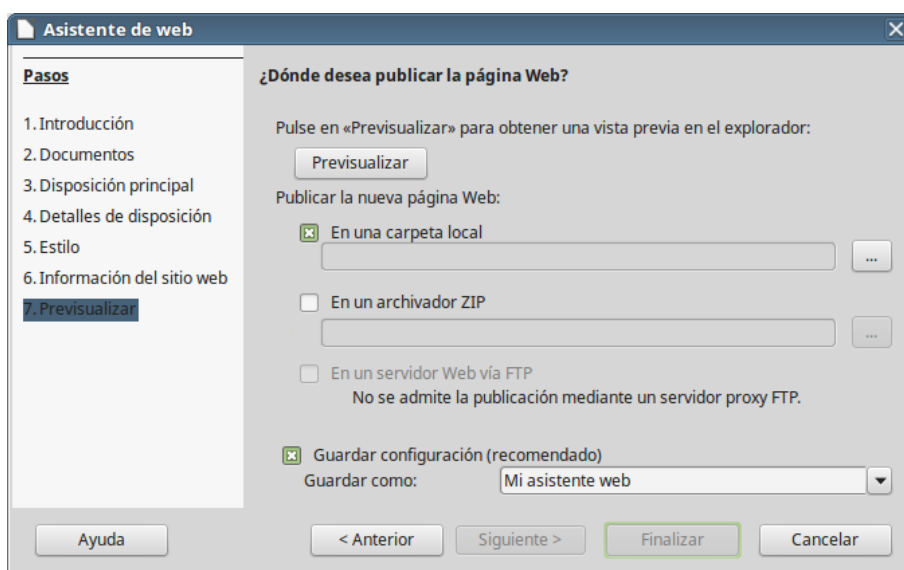 Asistente de web
Pasos
1. Introducción
2. Documentos
3. Disposición principal
4. Detalles de disposición
5. Estilo
6. Información del sitio web
7. Previsualizar
¿Dónde desea publicar la página Web?
Pulse en «Previsualizar» para obtener una vista previa en el explorador:
Previsualizar
Publicar la nueva página Web:
En una carpeta local
...
En un archivador ZIP
...
En un servidor Web vía FTP
No se admite la publicación mediante un servidor proxy FTP.
Guardar configuración (recomendado)
Guardar como: Mi asistente web
Ayuda < Anterior Siguiente > Finalizar Cancelar